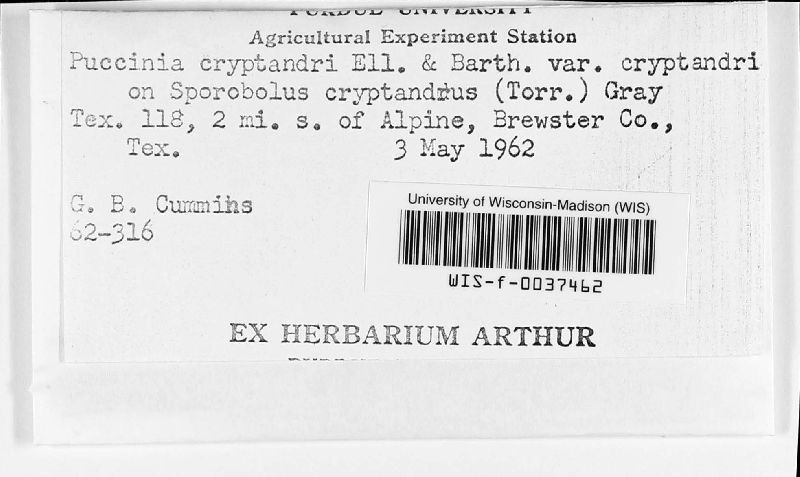 PURDUE UNIVERSITY
Agricultural Experiment Station
Puccinia cryptandri Ell. & Barth. var. cryptandri
on Sporobolus cryptandrus (Torr.) Gray
Tex. 118, 2 mi. s. of Alpine, Brewster Co.,
Tex. 3 May 1962
G. B. Cummins
62-316
University of Wisconsin-Madison (WIS)
WIS-f-0037462
EX HERBARIUM ARTHUR